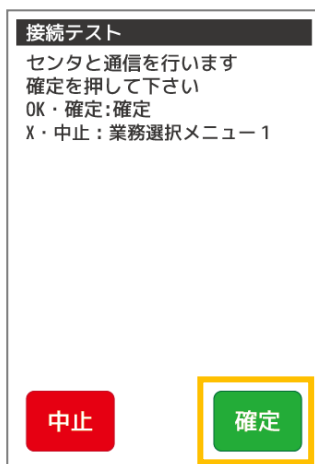 接続テスト
センタと通信を行います
確定を押して下さい
OK・確定:確定
X・中止：業務選択メニュー１
中止
確定